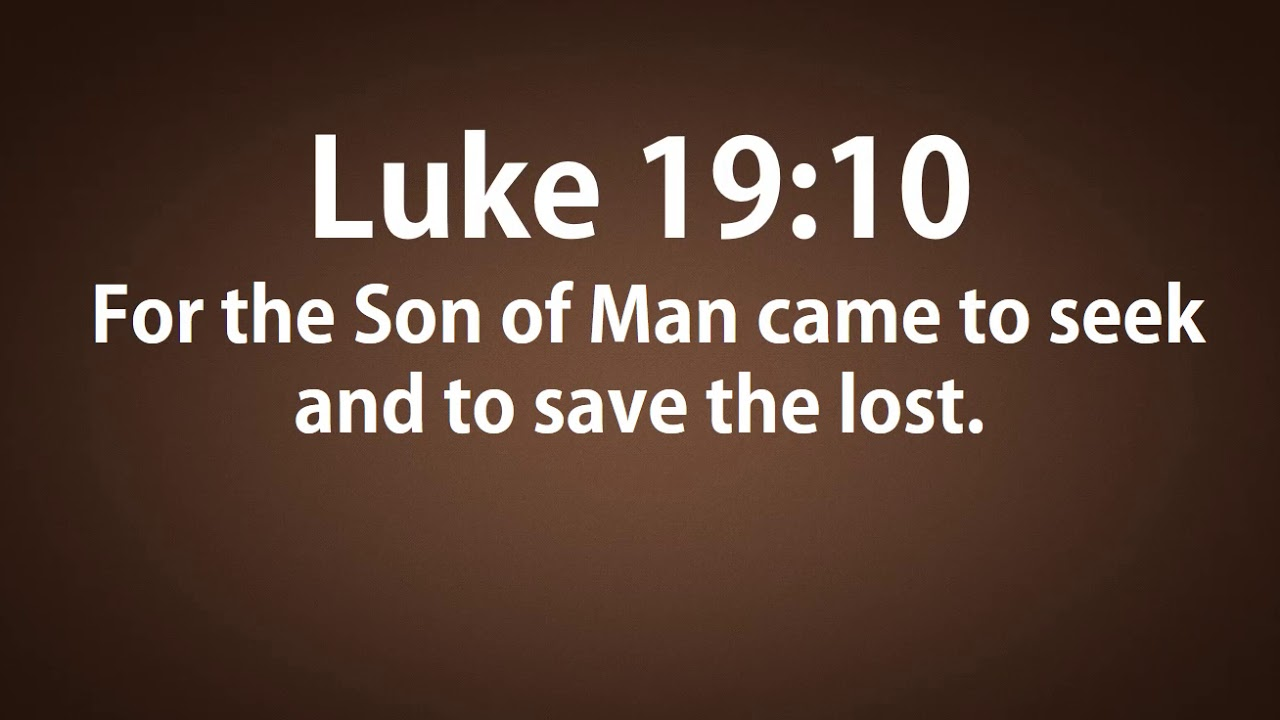 Luke 19:10
For the Son of Man came to seek
and to save the lost.